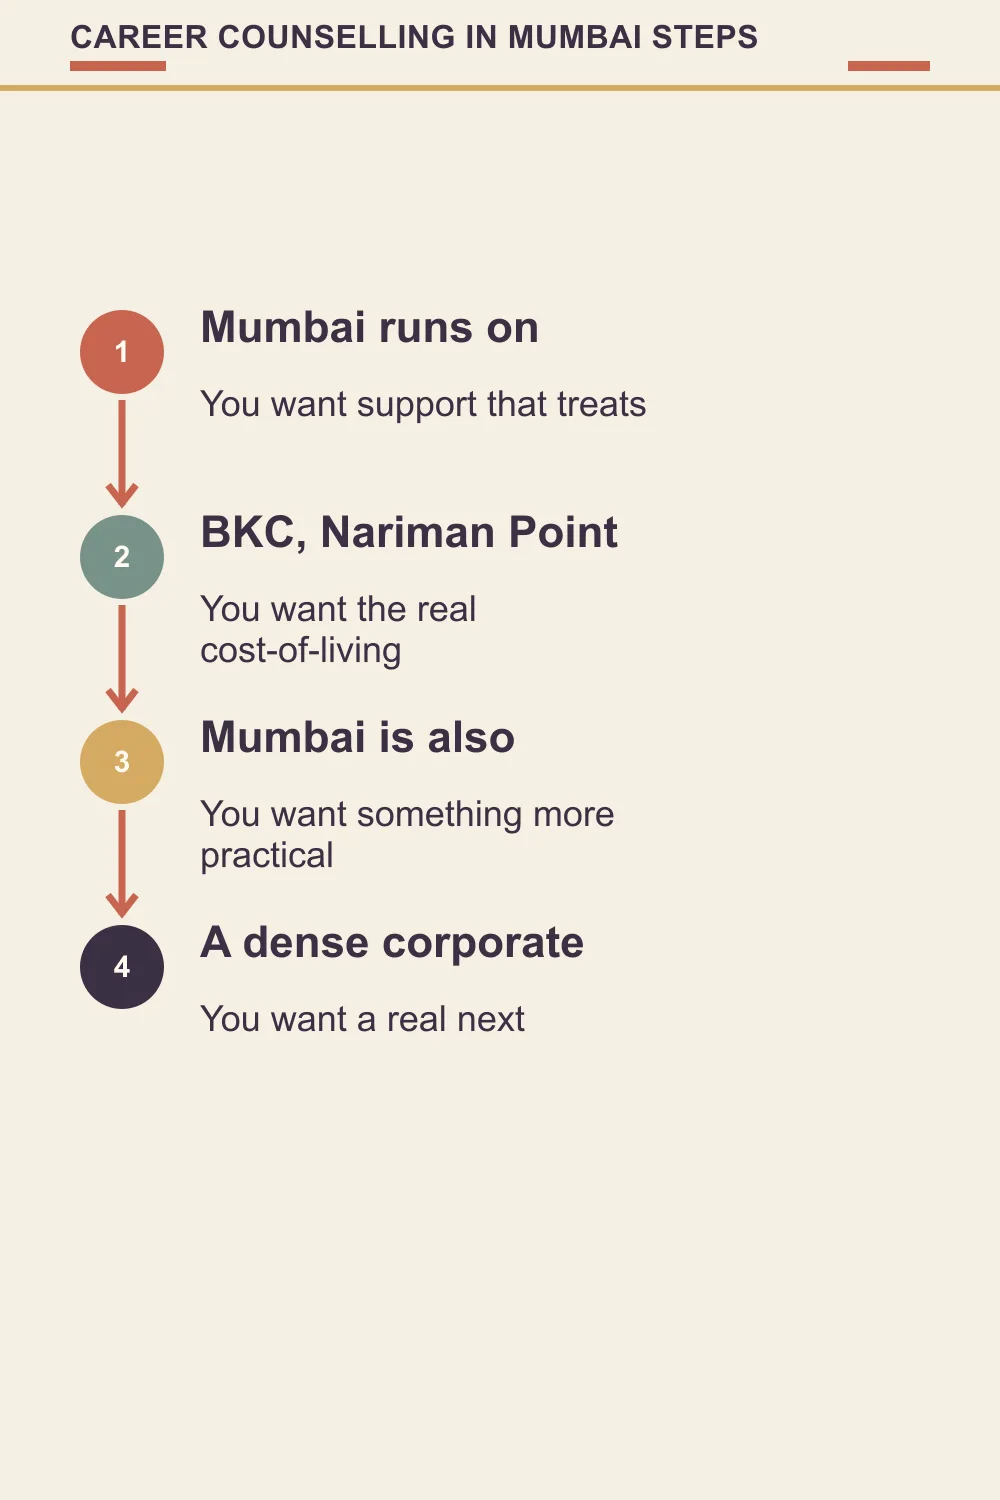 CAREER COUNSELLING IN MUMBAI STEPS
1
Mumbai runs on
You want support that treats
2
BKC, Nariman Point
You want the real
cost-of-living
3
Mumbai is also
You want something more
practical
4
A dense corporate
You want a real next